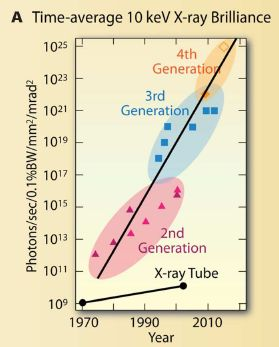 A Time-average 10 keV X-ray Brilliance
Photons/sec/0.1%BW/mm²/mrad²
10²⁵
10²³
10²¹
10¹⁹
10¹⁷
10¹⁵
10¹³
10¹¹
10⁹
4th
Generation
3rd
Generation
2nd
Generation
X-ray Tube
1970
1990
2010
Year